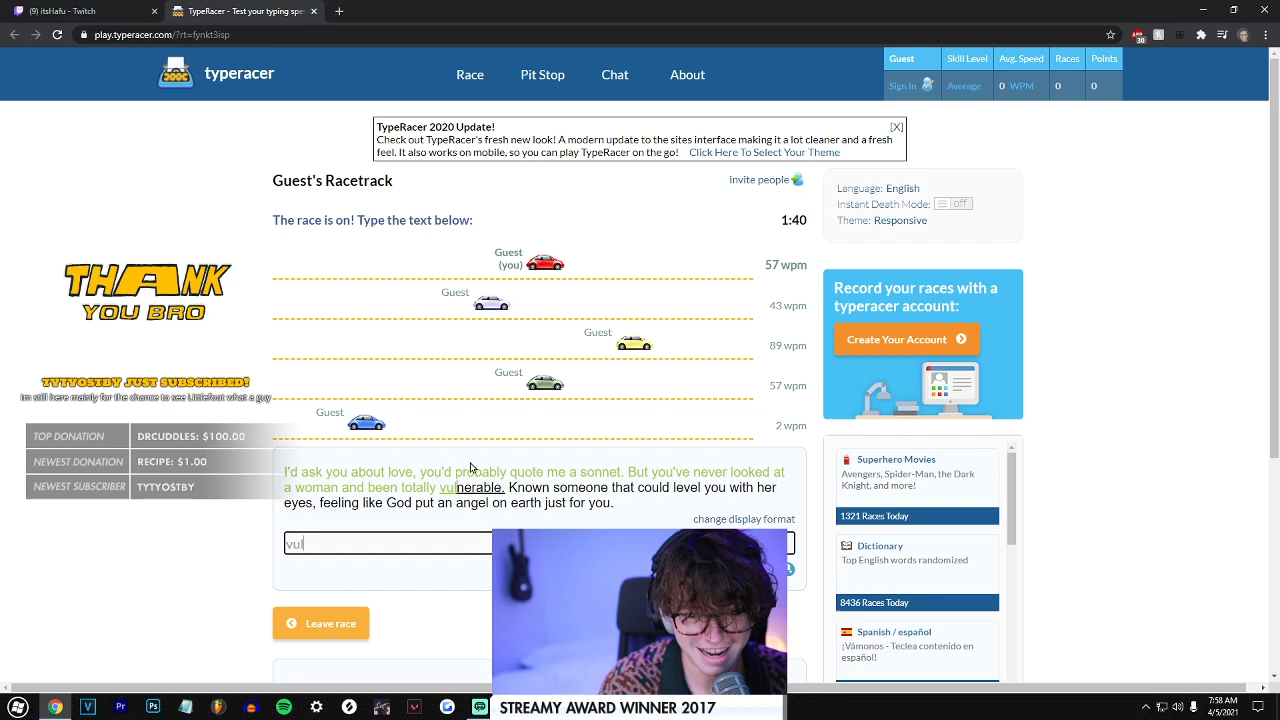 (1) itsHafu - Twitch
TypeRacer - Test your typing spe
play.typeracer.com/?rt=fynkt3isp
30
typeracer
Race
Pit Stop
Chat
About
Guest
Skill Level
Avg. Speed
Races
Points
Sign In
Average
0 WPM
0
0
TypeRacer 2020 Update!
[X]
Check out TypeRacer's fresh new look! A modern update to the sites interface making it a lot cleaner and a fresh
feel. It also works on mobile, so you can play TypeRacer on the go! Click Here To Select Your Theme
Guest's Racetrack
invite people
The race is on! Type the text below:
1:40
Guest
(you)
57 wpm
Guest
43 wpm
Guest
89 wpm
Guest
57 wpm
Guest
2 wpm
I'd ask you about love, you'd probably quote me a sonnet. But you've never looked at
a woman and been totally vulnerable. Known someone that could level you with her
eyes, feeling like God put an angel on earth just for you.
change display format
vul
Leave race
Language: English
Instant Death Mode: off
Theme: Responsive
Record your races with a
typeracer account:
Create Your Account
Superhero Movies
Avengers, Spider-Man, the Dark
Knight, and more!
1321 Races Today
Dictionary
Top English words randomized
8436 Races Today
Spanish / español
¡Vámonos - Teclea contenido en
español!
THANK
YOU BRO
TYTYOSTBY JUST SUBSCRIBED!
Im still here mainly for the chance to see Littlefoot what a guy
TOP DONATION
DRCUDDLES: $100.00
NEWEST DONATION
RECIPE: $1.00
NEWEST SUBSCRIBER
TYTYOSTBY
STREAMY AWARD WINNER 2017
7:58 AM
4/5/2021